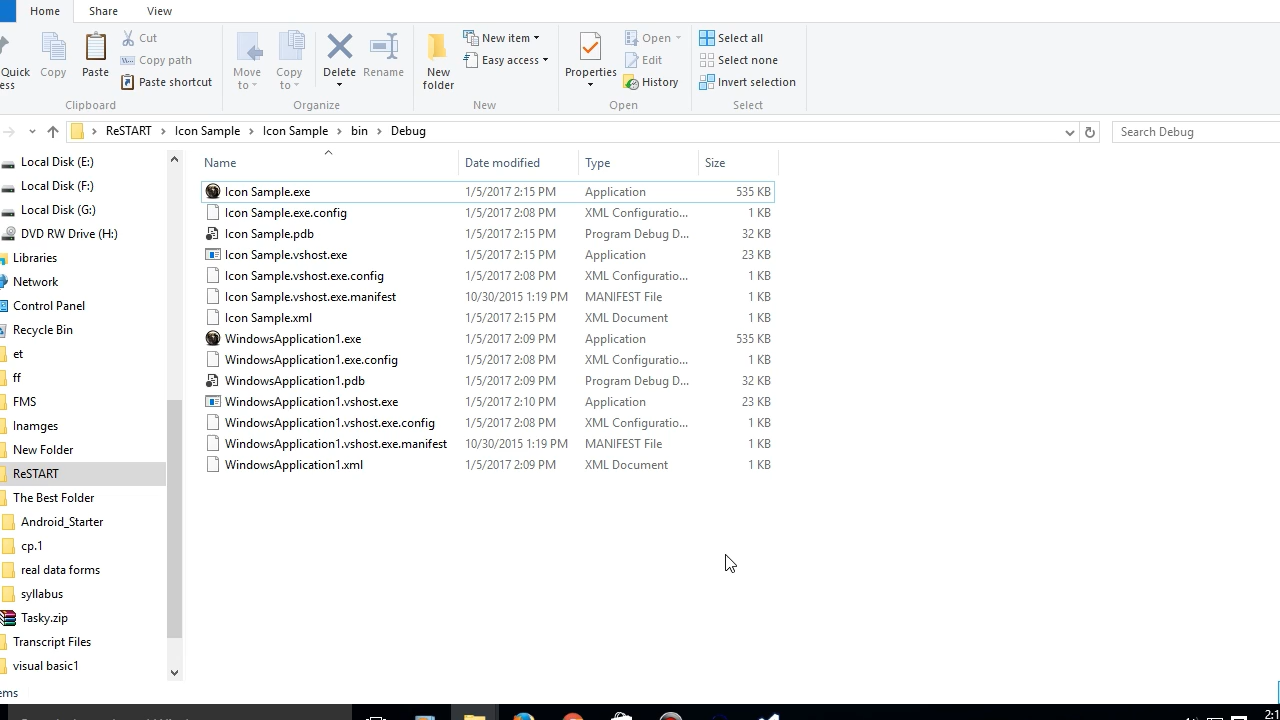 Home Share View
Cut
Copy path
Paste shortcut
Quick
Copy
Paste
Clipboard
Move
to
Copy
to
Delete
Rename
Organize
New
folder
New item
Easy access
New
Properties
Open
Edit
History
Open
Select all
Select none
Invert selection
Select
ReSTART > Icon Sample > Icon Sample > bin > Debug
Search Debug
Local Disk (E:)
Local Disk (F:)
Local Disk (G:)
DVD RW Drive (H:)
Libraries
Network
Control Panel
Recycle Bin
et
ff
FMS
Inamges
New Folder
ReSTART
The Best Folder
Android_Starter
cp.1
real data forms
syllabus
Tasky.zip
Transcript Files
visual basic1
Name Date modified Type Size
Icon Sample.exe 1/5/2017 2:15 PM Application 535 KB
Icon Sample.exe.config 1/5/2017 2:08 PM XML Configuratio... 1 KB
Icon Sample.pdb 1/5/2017 2:15 PM Program Debug D... 32 KB
Icon Sample.vshost.exe 1/5/2017 2:15 PM Application 23 KB
Icon Sample.vshost.exe.config 1/5/2017 2:08 PM XML Configuratio... 1 KB
Icon Sample.vshost.exe.manifest 10/30/2015 1:19 PM MANIFEST File 1 KB
Icon Sample.xml 1/5/2017 2:15 PM XML Document 1 KB
WindowsApplication1.exe 1/5/2017 2:09 PM Application 535 KB
WindowsApplication1.exe.config 1/5/2017 2:08 PM XML Configuratio... 1 KB
WindowsApplication1.pdb 1/5/2017 2:09 PM Program Debug D... 32 KB
WindowsApplication1.vshost.exe 1/5/2017 2:10 PM Application 23 KB
WindowsApplication1.vshost.exe.config 1/5/2017 2:08 PM XML Configuratio... 1 KB
WindowsApplication1.vshost.exe.manifest 10/30/2015 1:19 PM MANIFEST File 1 KB
WindowsApplication1.xml 1/5/2017 2:09 PM XML Document 1 KB